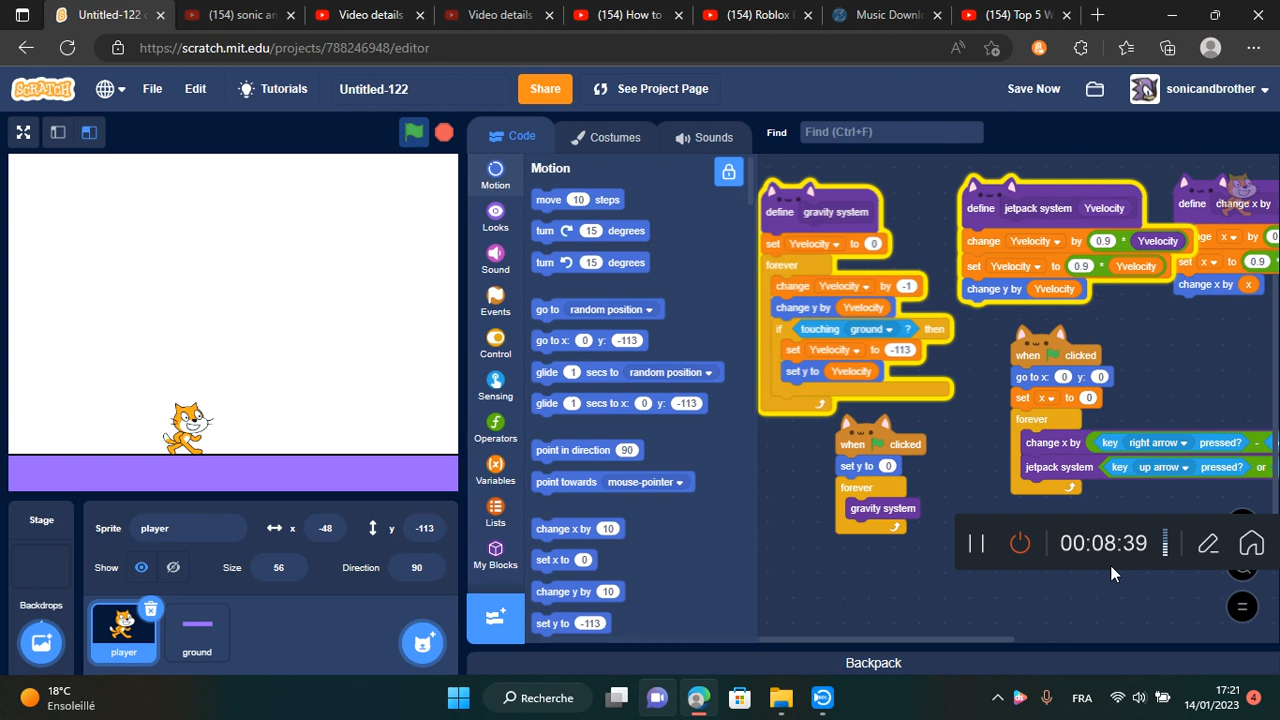 Untitled-122 (154) sonic an Video details Video details (154) How to (154) Roblox Music Downl (154) Top 5 W
https://scratch.mit.edu/projects/788246948/editor
SCRATCH File Edit Tutorials Untitled-122 Share See Project Page Save Now sonicandbrother
Code Costumes Sounds Find Find (Ctrl+F)
Motion
Looks
Sound
Events
Control
Sensing
Operators
Variables
Lists
My Blocks
Motion
move 10 steps
turn 15 degrees
turn 15 degrees
go to random position
go to x: 0 y: -113
glide 1 secs to random position
glide 1 secs to x: 0 y: -113
point in direction 90
point towards mouse-pointer
change x by 10
set x to 0
change y by 10
set y to -113
define gravity system
set Yvelocity to 0
forever
change Yvelocity by -1
change y by Yvelocity
if touching ground ? then
set Yvelocity to -113
set y to Yvelocity
when clicked
set y to 0
forever
gravity system
define jetpack system Yvelocity
change Yvelocity by 0.9 * Yvelocity
set Yvelocity to 0.9 * Yvelocity
change y by Yvelocity
define change x by
nge x by 0
set x to 0.9 *
change x by x
when clicked
go to x: 0 y: 0
set x to 0
forever
change x by key right arrow pressed? -
jetpack system key up arrow pressed? or
00:08:39
Sprite player x -48 y -113
Show Size 56 Direction 90
player ground
Stage
Backdrops
Backpack
18°C
Ensoleillé
Recherche
FRA
17:21
14/01/2023
4